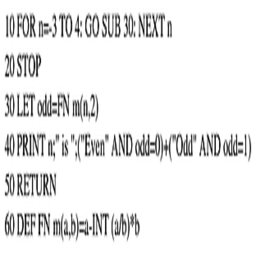 10 FOR n=-3 TO 4: GO SUB 30: NEXT n
20 STOP
30 LET odd=FN m(n,2)
40 PRINT n;" is ";("Even" AND odd=0)+("Odd" AND odd=1)
50 RETURN
60 DEF FN m(a,b)=a-INT (a/b)*b